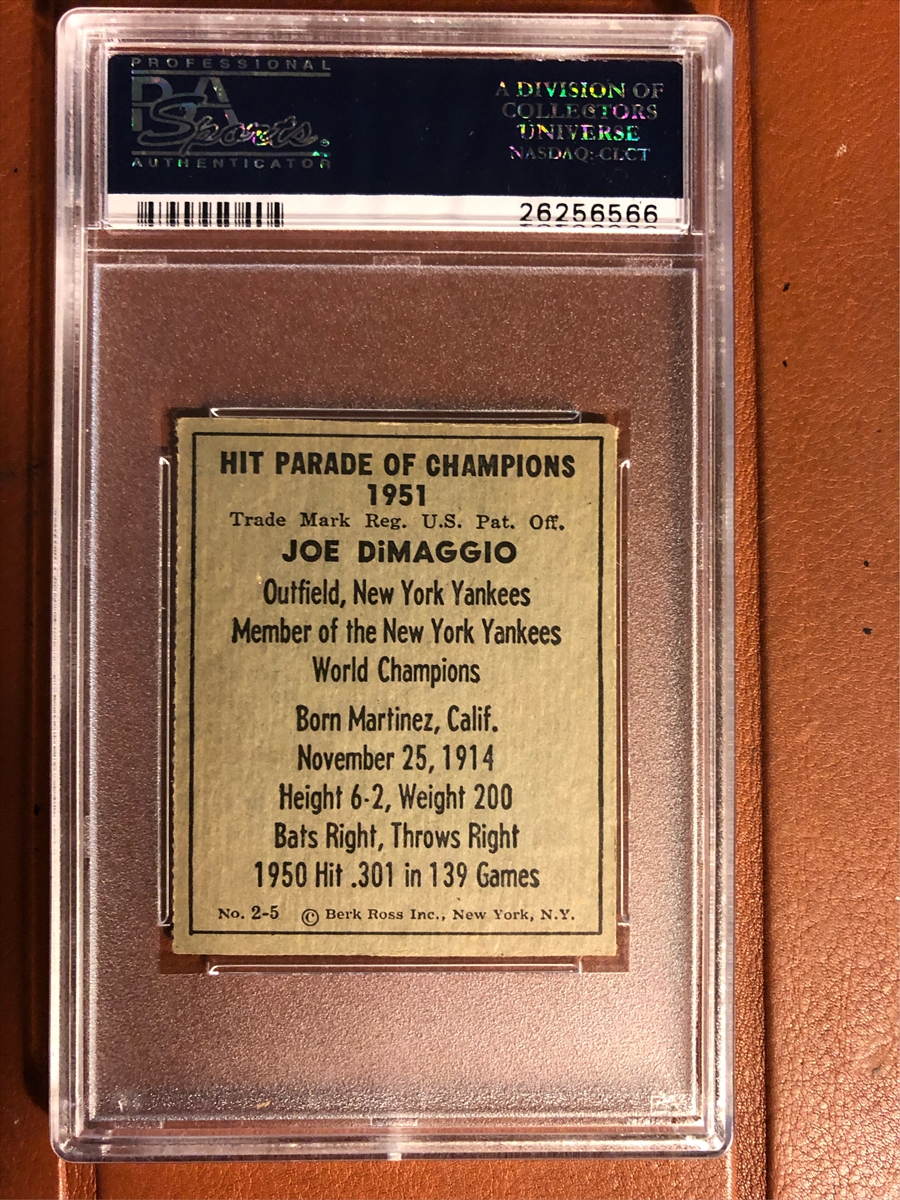 PROFESSIONAL
PSA
Sports
AUTHENTICATOR
A DIVISION OF
COLLECTORS
UNIVERSE
NASDAQ: CLCT
26256566
HIT PARADE OF CHAMPIONS
1951
Trade Mark Reg. U.S. Pat. Off.
JOE DiMAGGIO
Outfield, New York Yankees
Member of the New York Yankees
World Champions
Born Martinez, Calif.
November 25, 1914
Height 6-2, Weight 200
Bats Right, Throws Right
1950 Hit .301 in 139 Games
No. 2-5 © Berk Ross Inc., New York, N.Y.